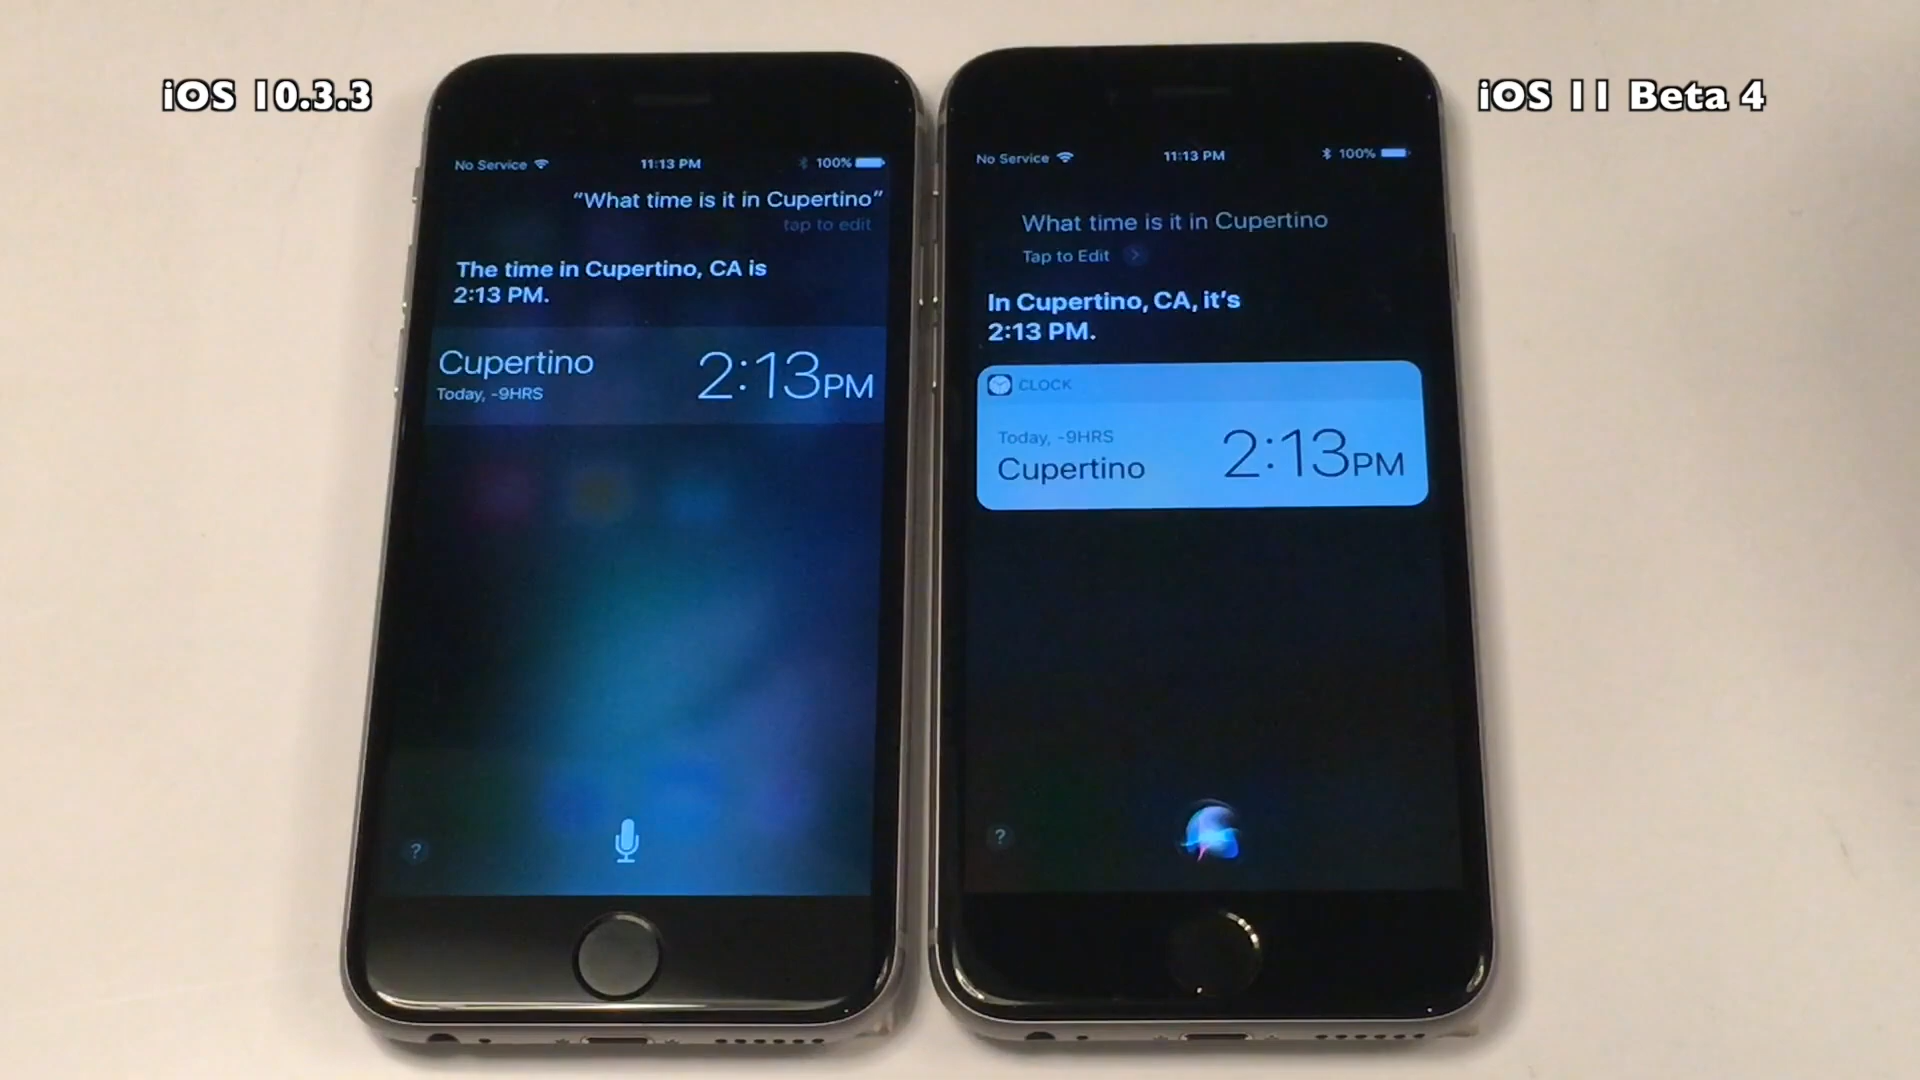 iOS 10.3.3
No Service
11:13 PM
100%
“What time is it in Cupertino”
tap to edit
The time in Cupertino, CA is
2:13 PM.
Cupertino
Today, -9HRS
2:13PM
?
iOS 11 Beta 4
No Service
11:13 PM
100%
What time is it in Cupertino
Tap to Edit
In Cupertino, CA, it’s
2:13 PM.
CLOCK
Today, -9HRS
Cupertino
2:13PM
?